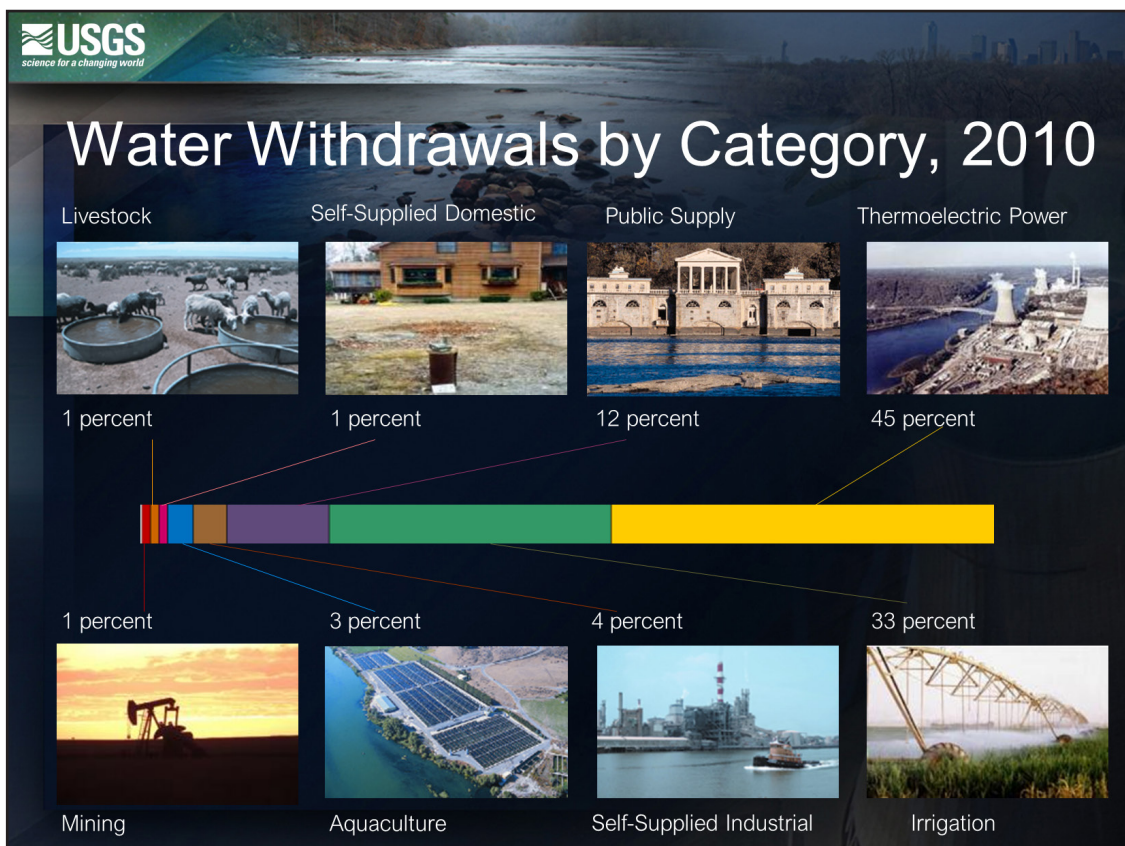 USGS
science for a changing world
Water Withdrawals by Category, 2010
Livestock
Self-Supplied Domestic
Public Supply
Thermoelectric Power
1 percent
1 percent
12 percent
45 percent
1 percent
3 percent
4 percent
33 percent
Mining
Aquaculture
Self-Supplied Industrial
Irrigation